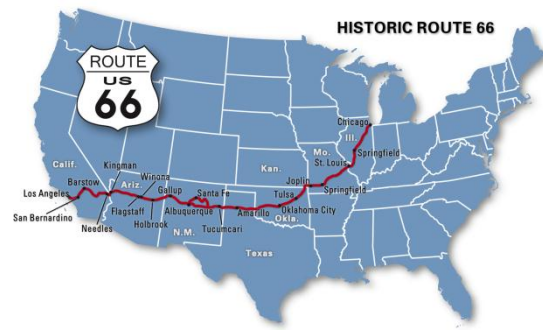 HISTORIC ROUTE 66
ROUTE
US
66
Chicago
Ill.
Mo.
Springfield
St. Louis
Calif.
Kingman
Kan.
Winona
Joplin
Springfield
Barstow
Ariz.
Gallup
Santa Fe
Tulsa
Los Angeles
Okla.
Oklahoma City
San Bernardino
Flagstaff
Albuquerque
Amarillo
Needles
Holbrook
Tucumcari
N.M.
Texas